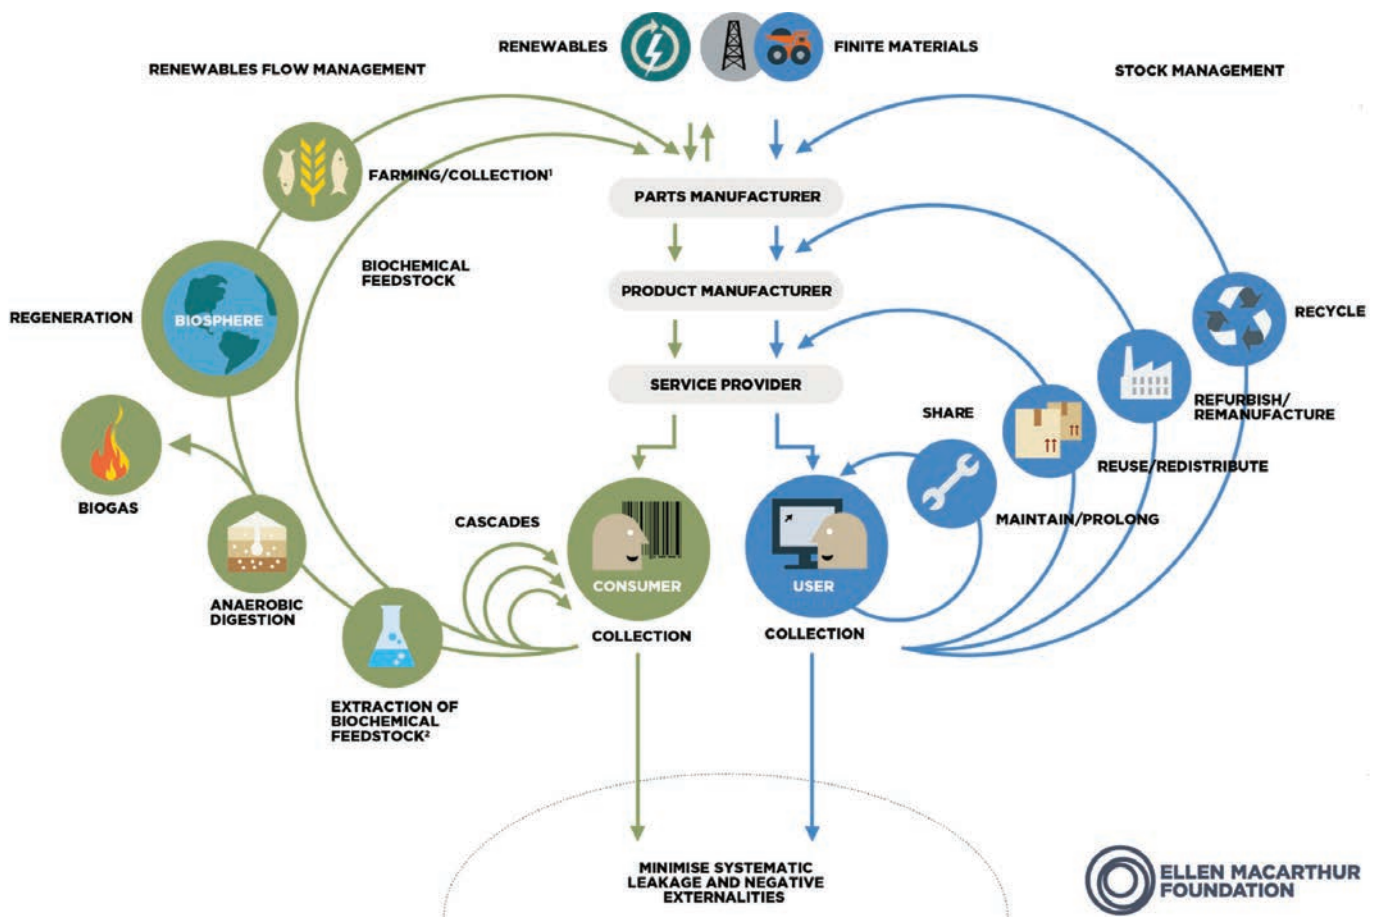 RENEWABLES
FINITE MATERIALS
RENEWABLES FLOW MANAGEMENT
STOCK MANAGEMENT
FARMING/COLLECTION¹
PARTS MANUFACTURER
BIOCHEMICAL
FEEDSTOCK
PRODUCT MANUFACTURER
REGENERATION
BIOSPHERE
RECYCLE
SERVICE PROVIDER
SHARE
REFURBISH/
REMANUFACTURE
REUSE/REDISTRIBUTE
BIOGAS
CASCADES
MAINTAIN/PROLONG
CONSUMER
USER
ANAEROBIC
DIGESTION
COLLECTION
COLLECTION
EXTRACTION OF
BIOCHEMICAL
FEEDSTOCK²
MINIMISE SYSTEMATIC
LEAKAGE AND NEGATIVE
EXTERNALITIES
ELLEN MACARTHUR
FOUNDATION